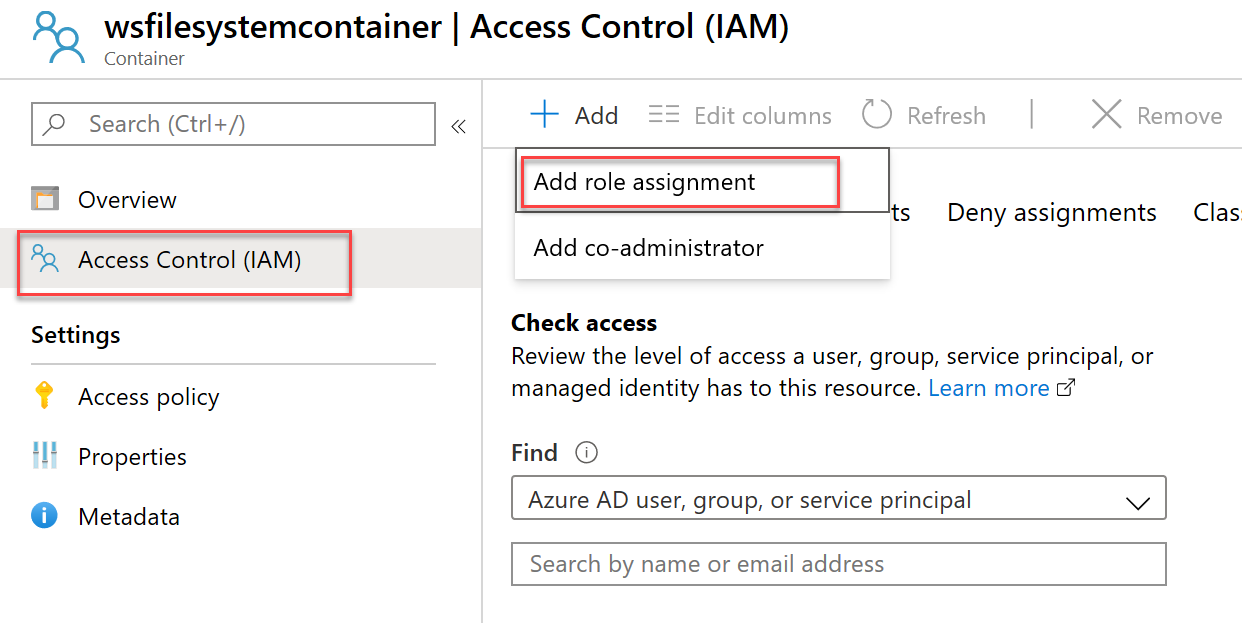 wsfilesystemcontainer | Access Control (IAM)
Container
Search (Ctrl+/)
«
Overview
Access Control (IAM)
Settings
Access policy
Properties
Metadata
Add Edit columns Refresh Remove
Add role assignment
Add co-administrator
Deny assignments
Check access
Review the level of access a user, group, service principal, or
managed identity has to this resource. Learn more
Find
Azure AD user, group, or service principal
Search by name or email address